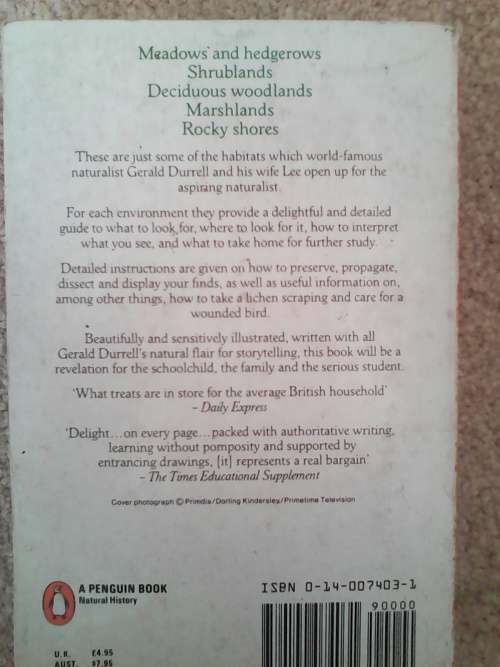 Meadows and hedgerows
Shrublands
Deciduous woodlands
Marshlands
Rocky shores
These are just some of the habitats which world-famous
naturalist Gerald Durrell and his wife Lee open up for the
aspiring naturalist.
For each environment they provide a delightful and detailed
guide to what to look for, where to look for it, how to interpret
what you see, and what to take home for further study.
Detailed instructions are given on how to preserve, propagate,
dissect and display your finds, as well as useful information on,
among other things, how to take a lichen scraping and care for a
wounded bird.
Beautifully and sensitively illustrated, written with all
Gerald Durrell's natural flair for storytelling, this book will be a
revelation for the schoolchild, the family and the serious student.
'What treats are in store for the average British household'
– Daily Express
'Delight...on every page...packed with authoritative writing,
learning without pomposity and supported by
entrancing drawings, [it] represents a real bargain'
– The Times Educational Supplement
Cover photograph © Primdia/Dorling Kindersley/Primetime Television
A PENGUIN BOOK
Natural History
ISBN 0-14-007403-1
90000
U.K. £4.95
AUST. $7.95